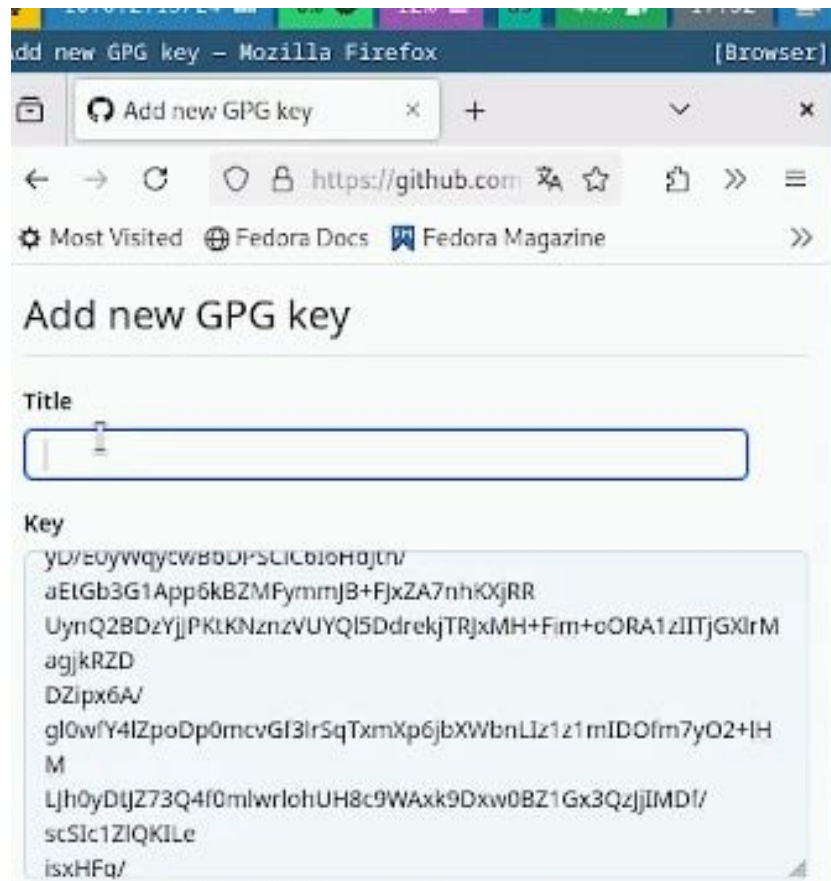 dd new GPG key — Mozilla Firefox [Browser]
Add new GPG key
https://github.com
Most Visited Fedora Docs Fedora Magazine
Add new GPG key
Title
Key
aEtGb3G1App6kBZMFymmJB+FJxZA7nhKXjRR
UynQ2BDzYjJPKtKNznzVUYQl5DdrekjTRJxMH+Fim+oORA1zIITjGXlrM
agjkRZD
DZipx6A/
gl0wfY4lZpoDp0mcvGf3lrSqTxmXp6jbXWbnLIz1z1mIDOfm7yO2+lH
M
LJh0yDtJZ73Q4f0mlwrlohUH8c9WAxk9Dxw0BZ1Gx3QzJjIMDf/
scSIc1ZlQKILe
isxHFq/